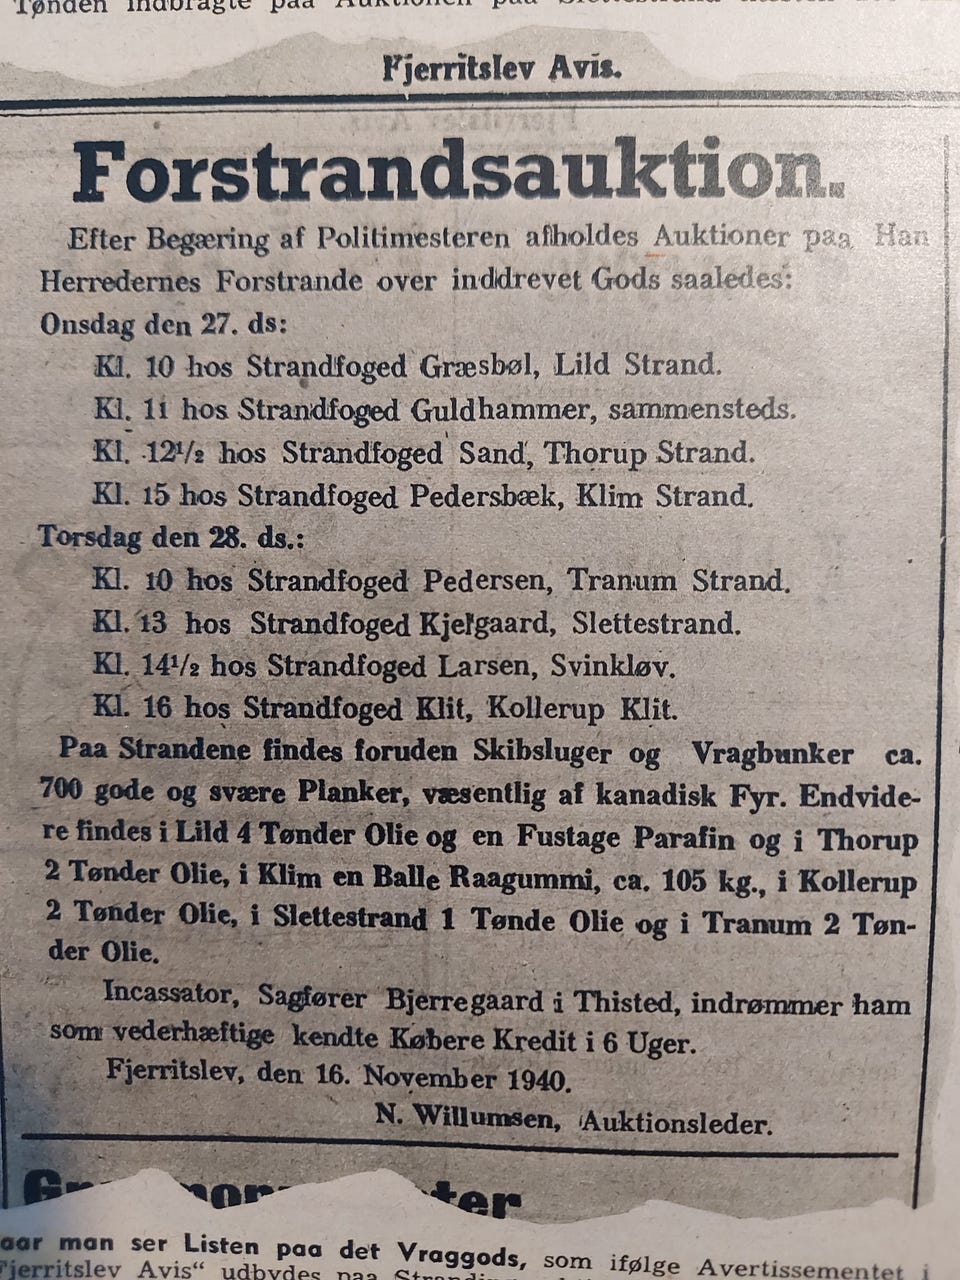 Tønden indbragte paa Auktionen paa Slettestrand
Fjerritslev Avis.
Forstrandsauktion.
Efter Begæring af Politimesteren afholdes Auktioner paa Han
Herredernes Forstrande over inddrevet Gods saaledes:
Onsdag den 27. ds:
Kl. 10 hos Strandfoged Græsbøl, Lild Strand.
Kl. 11 hos Strandfoged Guldhammer, sammensteds.
Kl. 12½ hos Strandfoged Sand, Thorup Strand.
Kl. 15 hos Strandfoged Pedersbæk, Klim Strand.
Torsdag den 28. ds.:
Kl. 10 hos Strandfoged Pedersen, Tranum Strand.
Kl. 13 hos Strandfoged Kjelgaard, Slettestrand.
Kl. 14½ hos Strandfoged Larsen, Svinkløv.
Kl. 16 hos Strandfoged Klit, Kollerup Klit.
Paa Strandene findes foruden Skibsluger og Vragbunker ca.
700 gode og svære Planker, væsentlig af kanadisk Fyr. Endvide-
re findes i Lild 4 Tønder Olie og en Fustage Parafin og i Thorup
2 Tønder Olie, i Klim en Balle Raagummi, ca. 105 kg., i Kollerup
2 Tønder Olie, i Slettestrand 1 Tønde Olie og i Tranum 2 Tøn-
der Olie.
Incassator, Sagfører Bjerregaard i Thisted, indrømmer ham
som vederhæftige kendte Købere Kredit i 6 Uger.
Fjerritslev, den 16. November 1940.
N. Willumsen, Auktionsleder.
aar man ser Listen paa det Vraggods, som ifølge Avertissementet i
Fjerritslev Avis“ udbydes paa